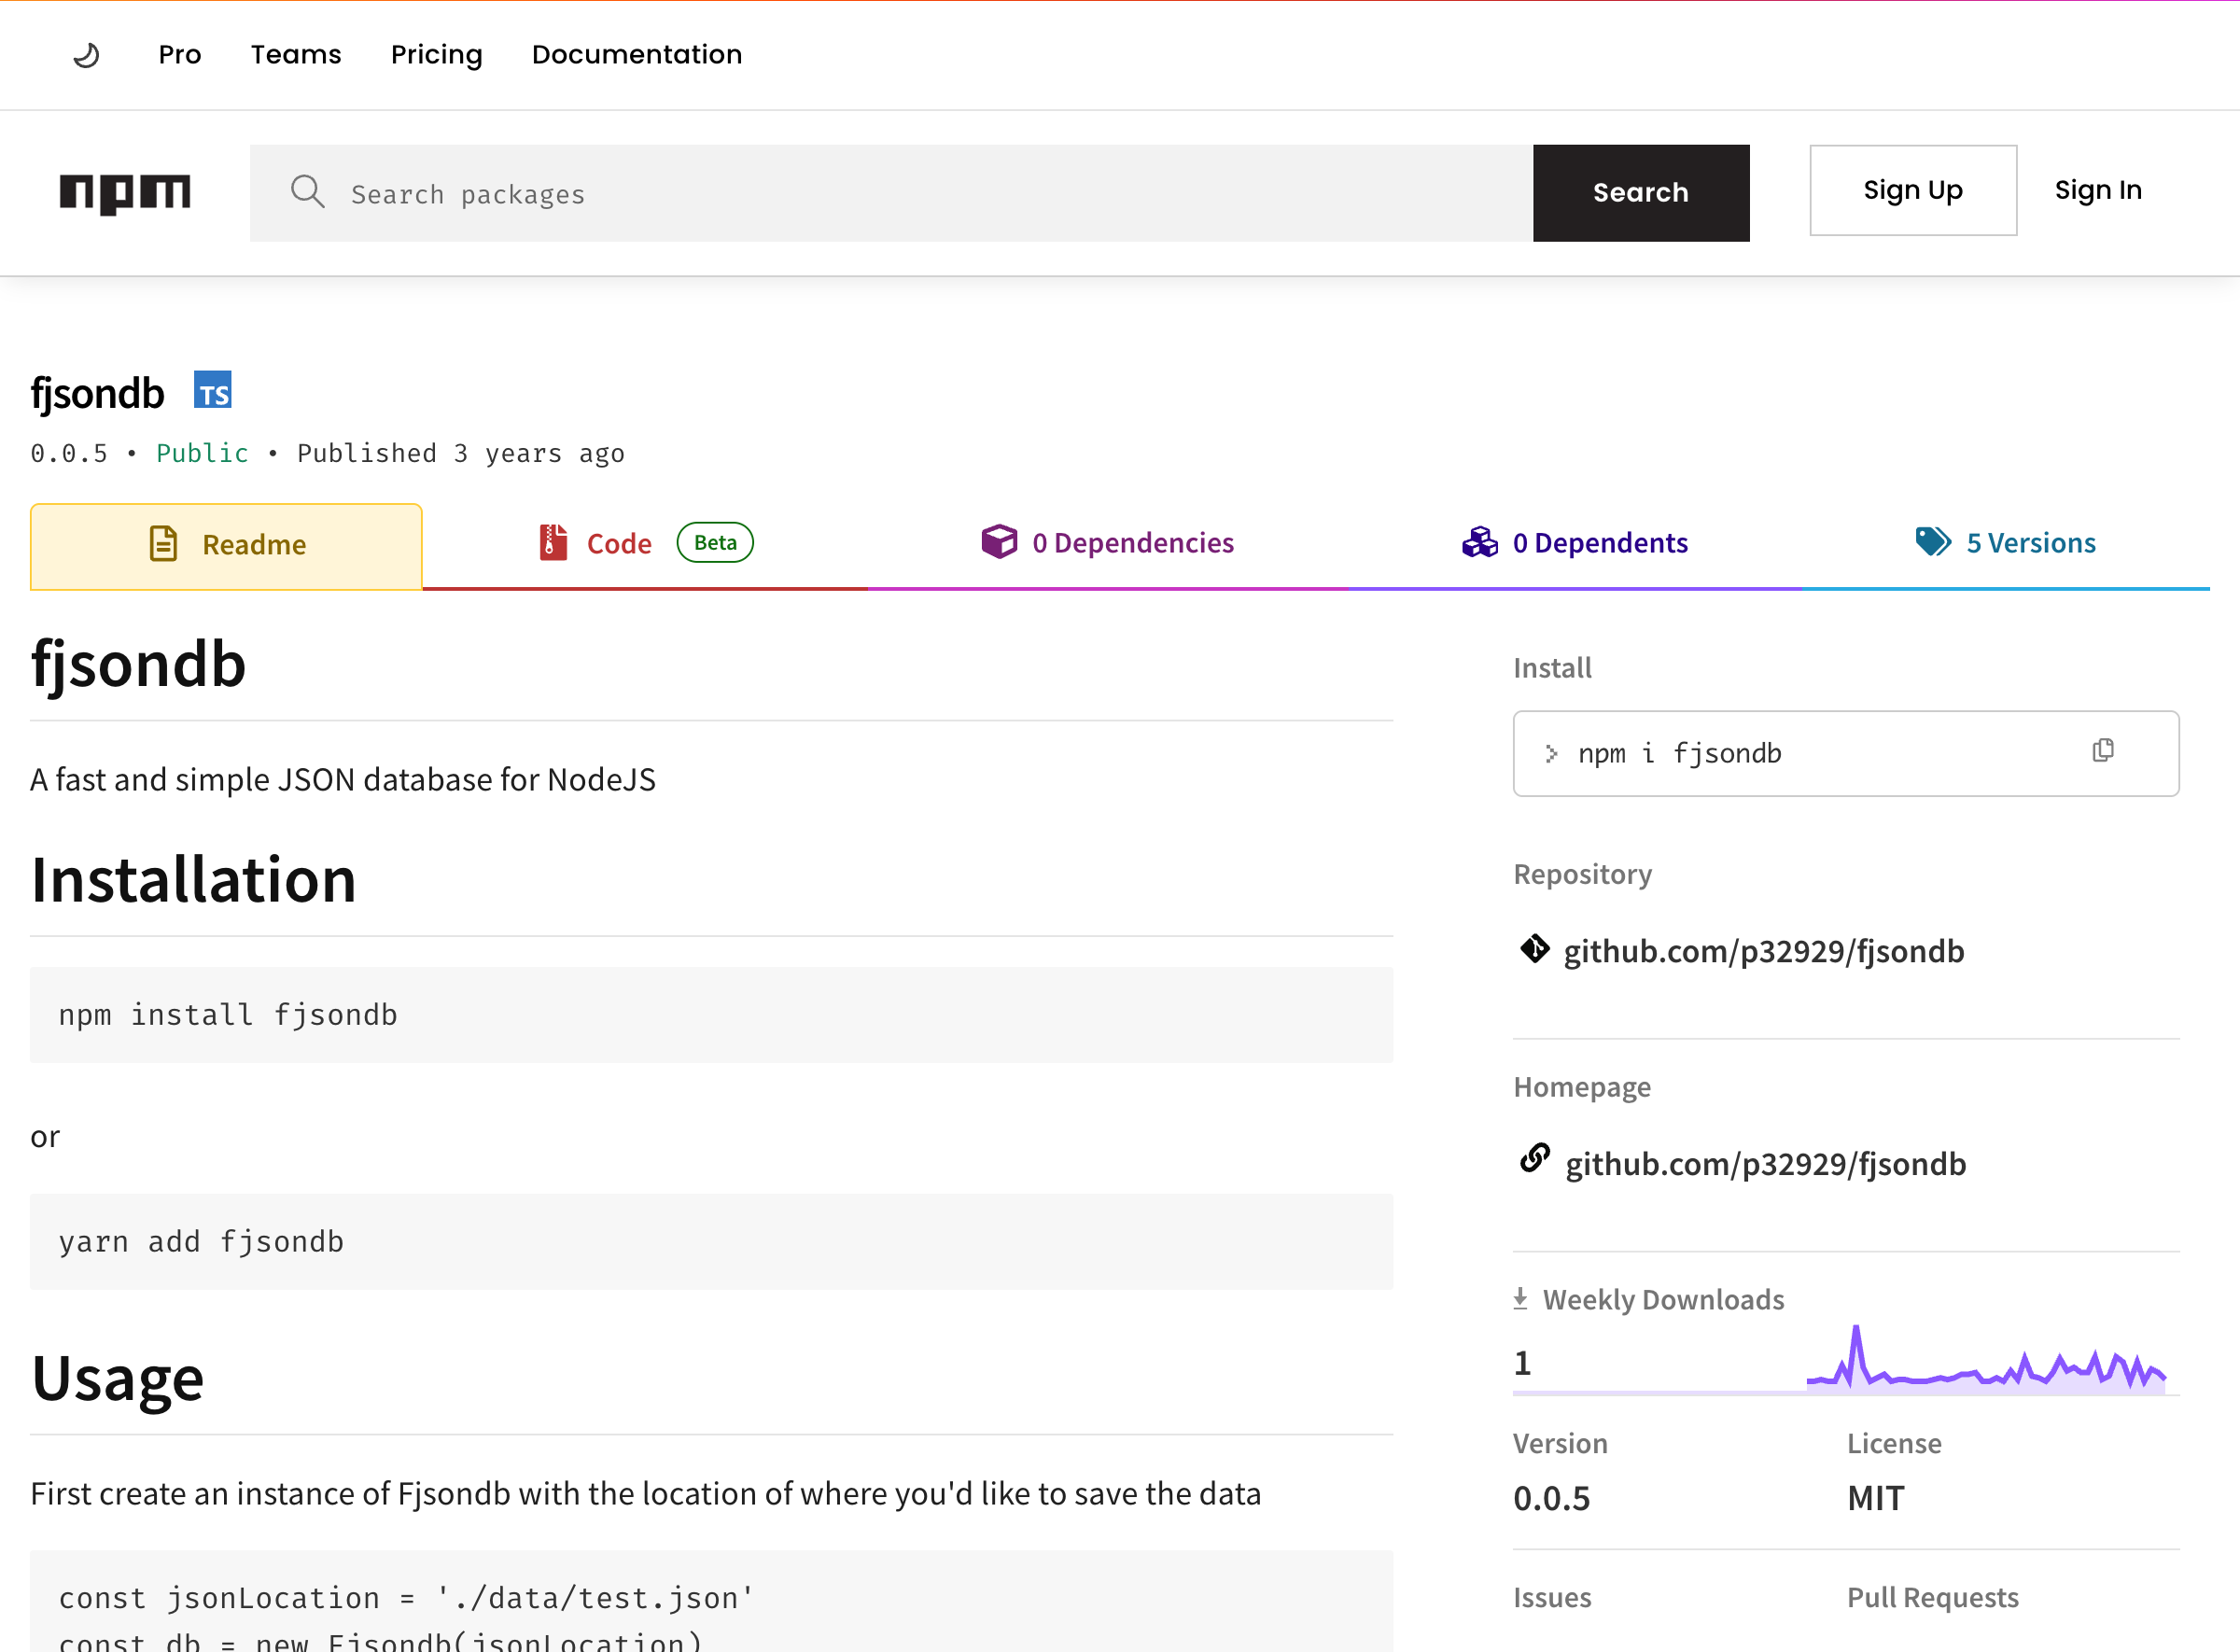 Pro Teams Pricing Documentation
npm Search packages Search Sign Up Sign In
fjsondb TS
0.0.5 • Public • Published 3 years ago
Readme Code Beta 0 Dependencies 0 Dependents 5 Versions
fjsondb
A fast and simple JSON database for NodeJS
Installation
npm install fjsondb
or
yarn add fjsondb
Usage
First create an instance of Fjsondb with the location of where you'd like to save the data
const jsonLocation = './data/test.json'
const db = new Fjsondb(jsonLocation)
Install
npm i fjsondb
Repository
github.com/p32929/fjsondb
Homepage
github.com/p32929/fjsondb
Weekly Downloads
1
Version License
0.0.5 MIT
Issues Pull Requests